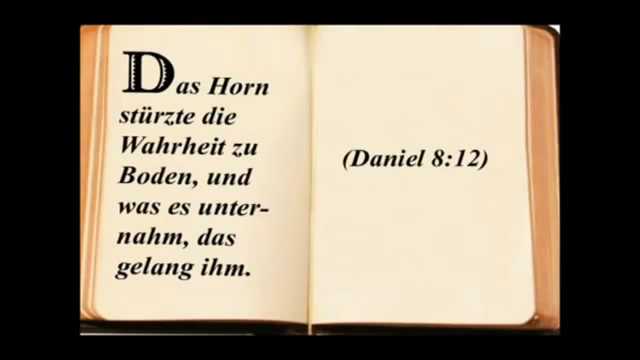 Das Horn
stürzte die
Wahrheit zu
Boden, und
was es unter-
nahm, das
gelang ihm.
(Daniel 8:12)